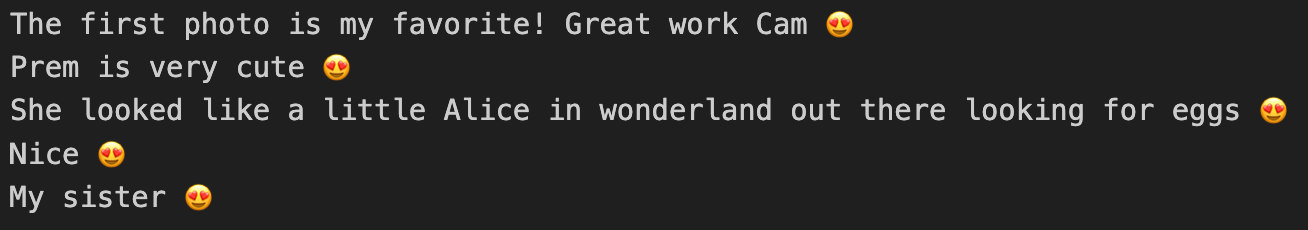 The first photo is my favorite! Great work Cam 😍
Prem is very cute 😍
She looked like a little Alice in wonderland out there looking for eggs 😍
Nice 😍
My sister 😍